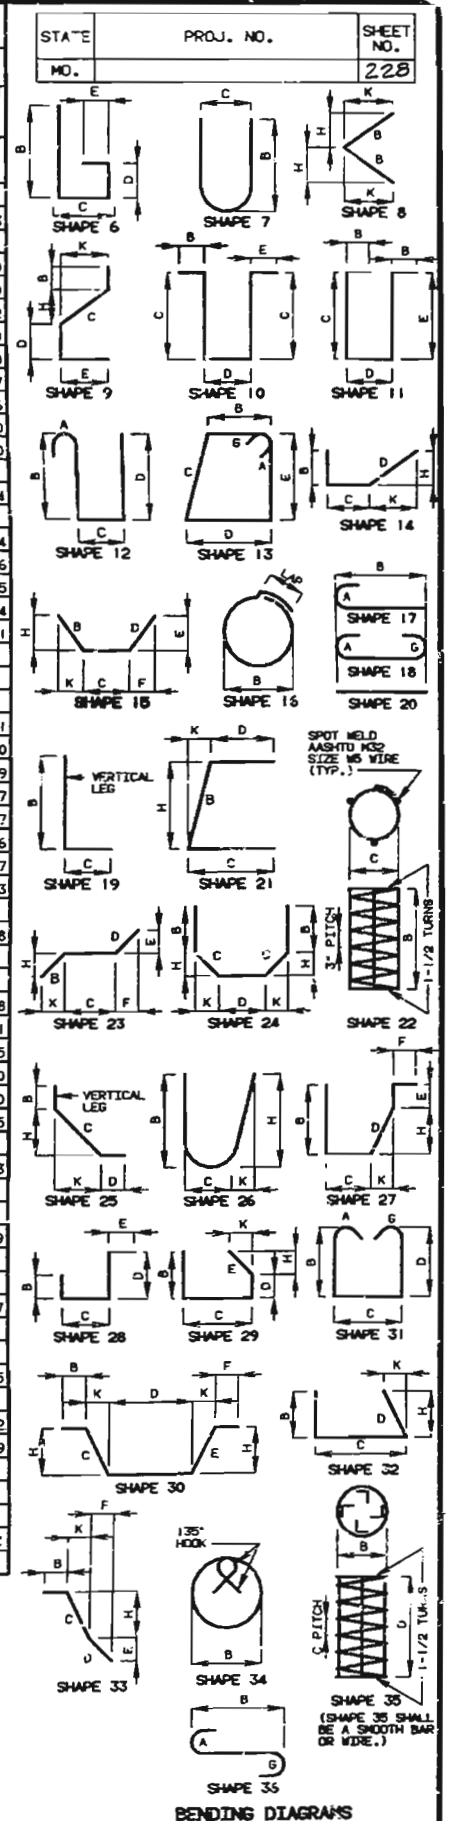 STATE PROJ. NO. SHEET NO.
MO. 228
E C K
B C D B H H B B K
SHAPE 6 SHAPE 7 SHAPE 8
K B E B B
B H D C E C D C C D E
SHAPE 9 SHAPE 10 SHAPE 11
A B D C B C G A E D B D H C K
SHAPE 12 SHAPE 13 SHAPE 14
H B D E K C F LAP B B A A G
SHAPE 15 SHAPE 16 SHAPE 17
SHAPE 18
SHAPE 20
B VERTICAL LEG C K D H B C
SHAPE 19 SHAPE 21
SPOT WELD
AASHTO M32
SIZE W5 WIRE
(TYP.)
C
3" PITCH B 1-1/2 TURNS
SHAPE 22
H B D E K C F B H C C B H K D K
SHAPE 23 SHAPE 24
B H VERTICAL LEG C K D B H C K F B E H D C K
SHAPE 25 SHAPE 26 SHAPE 27
E B D C K B E H D C A G B D C
SHAPE 28 SHAPE 29 SHAPE 31
B K D K F H C E H K B D H C
SHAPE 30 SHAPE 32
F K B C D H E
SHAPE 33
135° HOOK
B
SHAPE 34
B
C PITCH D 1-1/2 TURNS
SHAPE 35
(SHAPE 35 SHALL
BE A SMOOTH BAR
OR WIRE.)
B
A G
SHAPE 36
BENDING DIAGRAMS